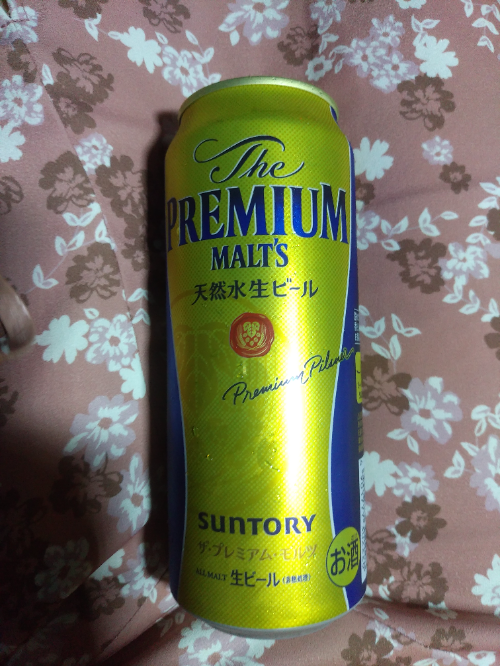 The
PREMIUM
MALT'S
天然水生ビール
Premium Pilsner
SUNTORY
ザ・プレミアム・モルツ
お酒
ALL MALT 生ビール(非熱処理)